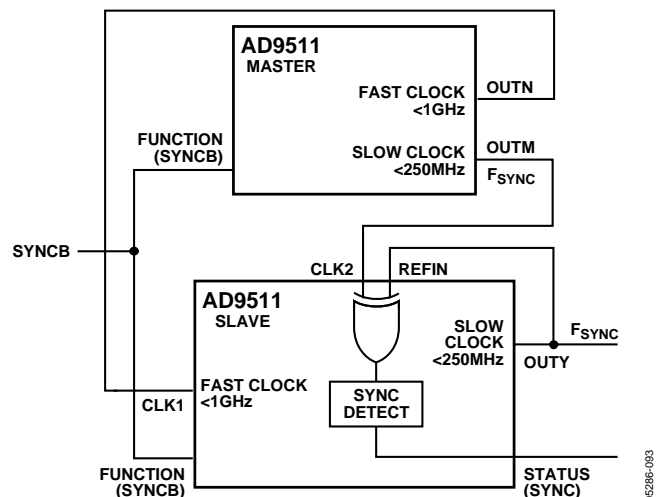 AD9511
MASTER
FAST CLOCK
<1GHz
OUTN
FUNCTION
(SYNCB)
SLOW CLOCK
<250MHz
OUTM
FSYNC
SYNCB
CLK2
REFIN
AD9511
SLAVE
SLOW
CLOCK
<250MHz
FSYNC
OUTY
FAST CLOCK
<1GHz
CLK1
SYNC
DETECT
FUNCTION
(SYNCB)
STATUS
(SYNC)
05286-093